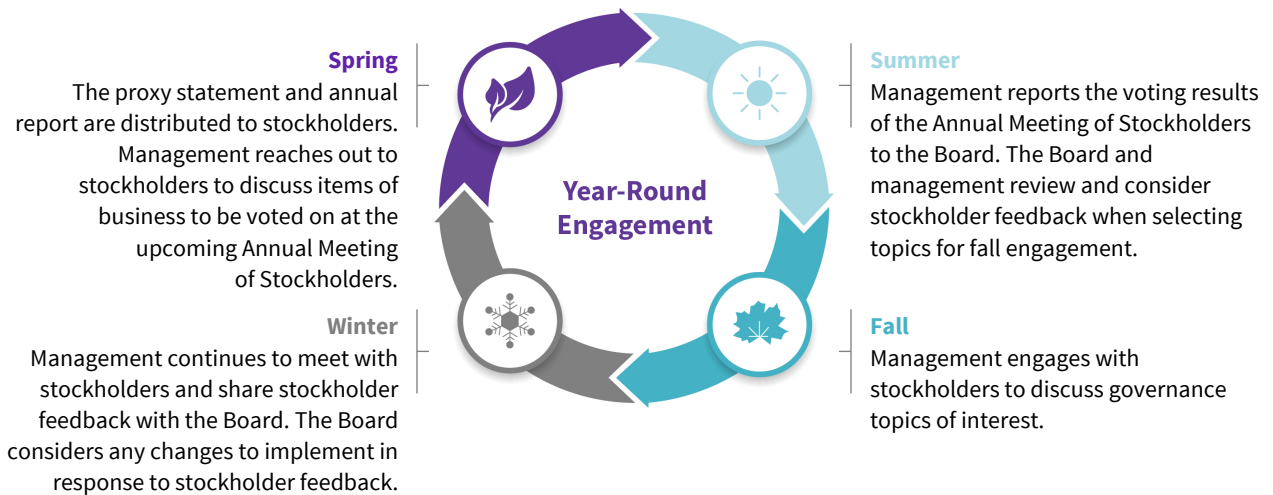 Spring
The proxy statement and annual
report are distributed to stockholders.
Management reaches out to
stockholders to discuss items of
business to be voted on at the
upcoming Annual Meeting
of Stockholders.
Summer
Management reports the voting results
of the Annual Meeting of Stockholders
to the Board. The Board and
management review and consider
stockholder feedback when selecting
topics for fall engagement.
Year-Round
Engagement
Winter
Management continues to meet with
stockholders and share stockholder
feedback with the Board. The Board
considers any changes to implement in
response to stockholder feedback.
Fall
Management engages with
stockholders to discuss governance
topics of interest.